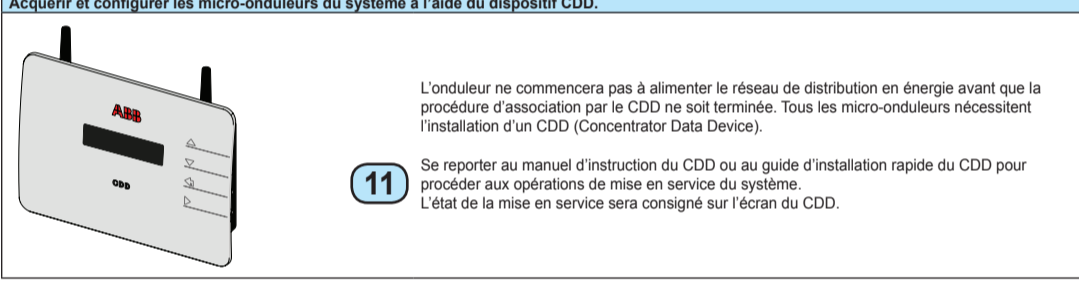 Acquérir et configurer les micro-onduleurs du système à l'aide du dispositif CDD.
ABB
CDD
L'onduleur ne commencera pas à alimenter le réseau de distribution en énergie avant que la
procédure d'association par le CDD ne soit terminée. Tous les micro-onduleurs nécessitent
l'installation d'un CDD (Concentrator Data Device).
11
Se reporter au manuel d'instruction du CDD ou au guide d'installation rapide du CDD pour
procéder aux opérations de mise en service du système.
L'état de la mise en service sera consigné sur l'écran du CDD.